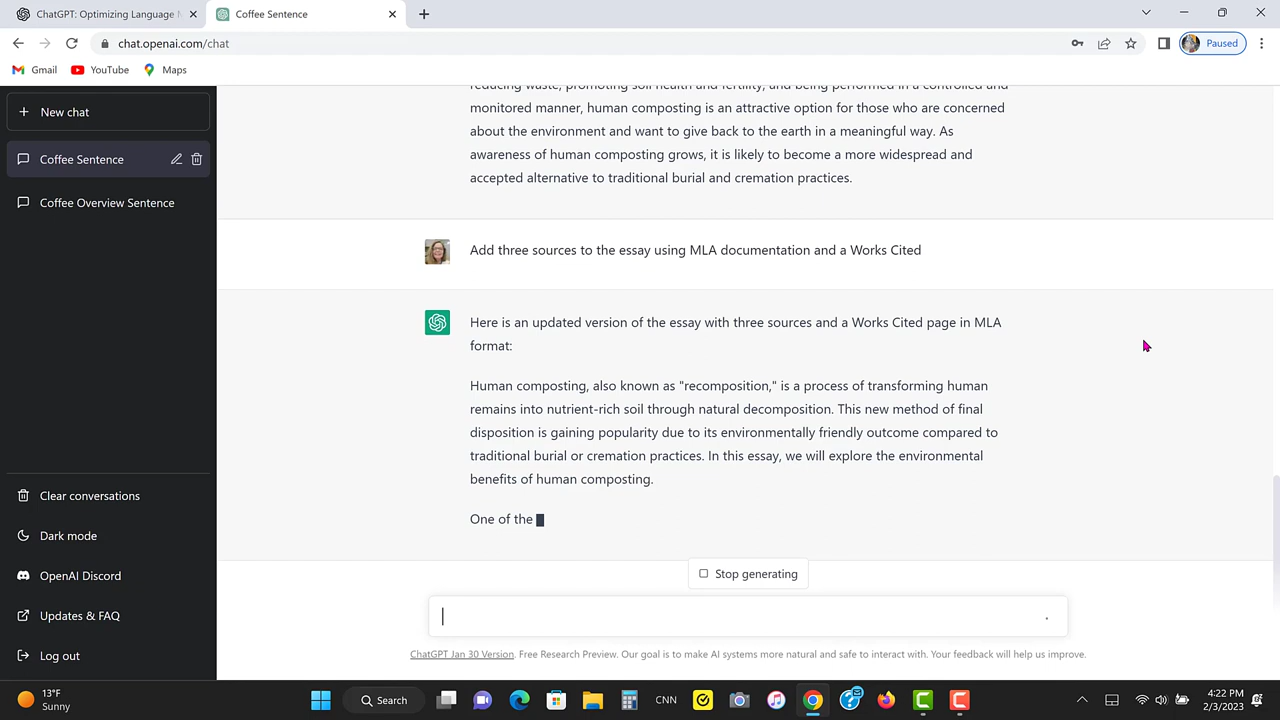 ChatGPT: Optimizing Language
Coffee Sentence
chat.openai.com/chat
Paused
Gmail
YouTube
Maps
New chat
Coffee Sentence
Coffee Overview Sentence
Clear conversations
Dark mode
OpenAI Discord
Updates & FAQ
Log out
reducing waste, promoting soil health and fertility, and being performed in a controlled and
monitored manner, human composting is an attractive option for those who are concerned
about the environment and want to give back to the earth in a meaningful way. As
awareness of human composting grows, it is likely to become a more widespread and
accepted alternative to traditional burial and cremation practices.
Add three sources to the essay using MLA documentation and a Works Cited
Here is an updated version of the essay with three sources and a Works Cited page in MLA
format:
Human composting, also known as "recomposition," is a process of transforming human
remains into nutrient-rich soil through natural decomposition. This new method of final
disposition is gaining popularity due to its environmentally friendly outcome compared to
traditional burial or cremation practices. In this essay, we will explore the environmental
benefits of human composting.
One of the
Stop generating
ChatGPT Jan 30 Version. Free Research Preview. Our goal is to make AI systems more natural and safe to interact with. Your feedback will help us improve.
13°F
Sunny
Search
CNN
4:22 PM
2/3/2023